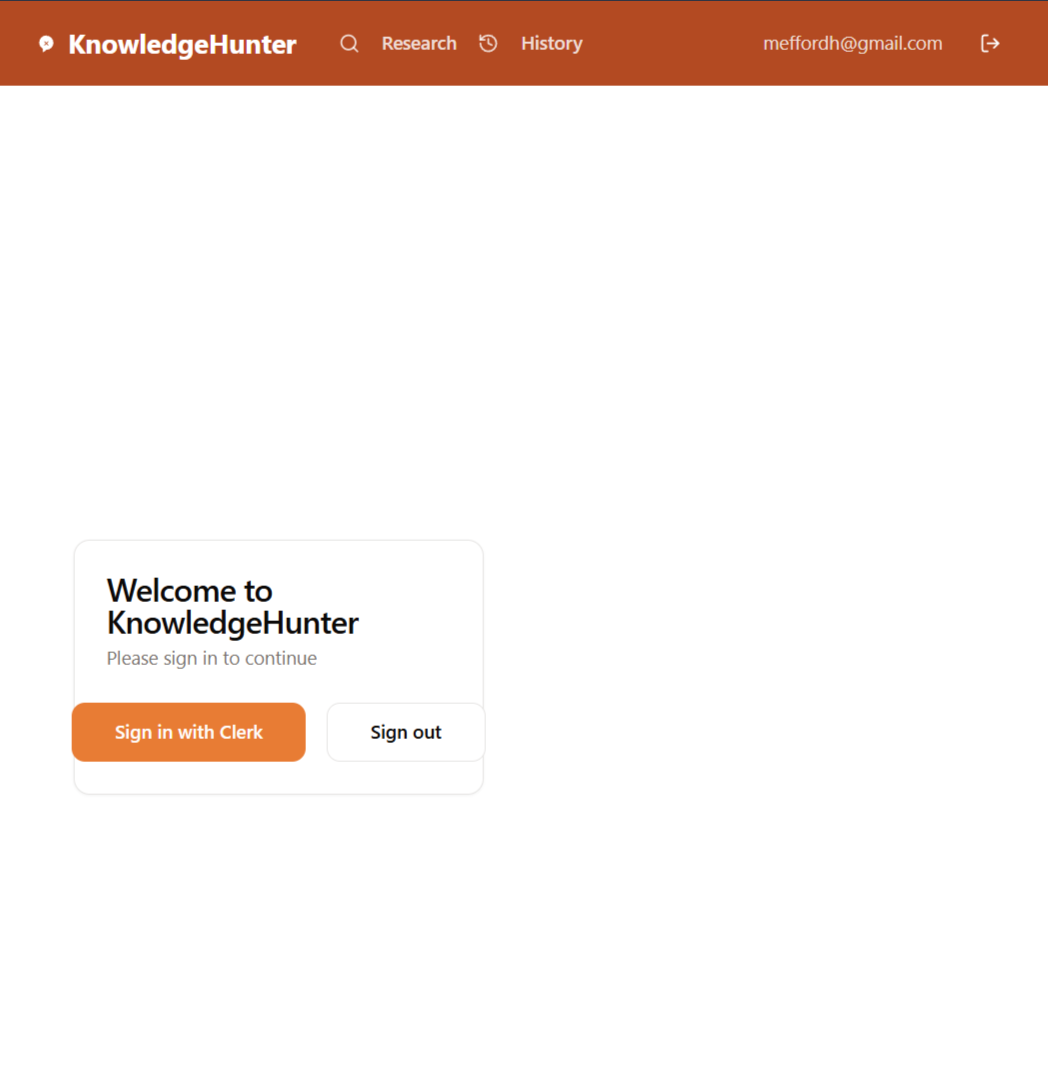 KnowledgeHunter Research History meffordh@gmail.com
Welcome to
KnowledgeHunter
Please sign in to continue
Sign in with Clerk Sign out